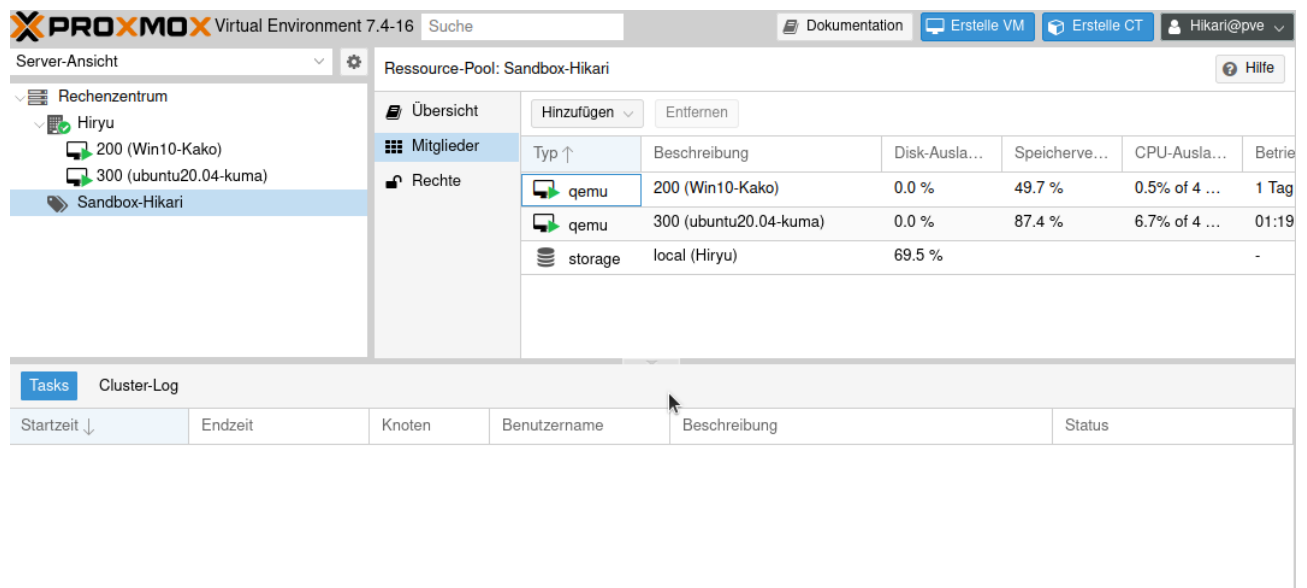 PROXMOX Virtual Environment 7.4-16 Suche Dokumentation Erstelle VM Erstelle CT Hikari@pve
Server-Ansicht
Rechenzentrum
Hiryu
200 (Win10-Kako)
300 (ubuntu20.04-kuma)
Sandbox-Hikari
Ressource-Pool: Sandbox-Hikari Hilfe
Übersicht
Mitglieder
Rechte
Hinzufügen Entfernen
Typ Beschreibung Disk-Ausla... Speicherve... CPU-Ausla... Betrie
qemu 200 (Win10-Kako) 0.0 % 49.7 % 0.5% of 4 ... 1 Tag
qemu 300 (ubuntu20.04-kuma) 0.0 % 87.4 % 6.7% of 4 ... 01:19
storage local (Hiryu) 69.5 % -
Tasks Cluster-Log
Startzeit Endzeit Knoten Benutzername Beschreibung Status